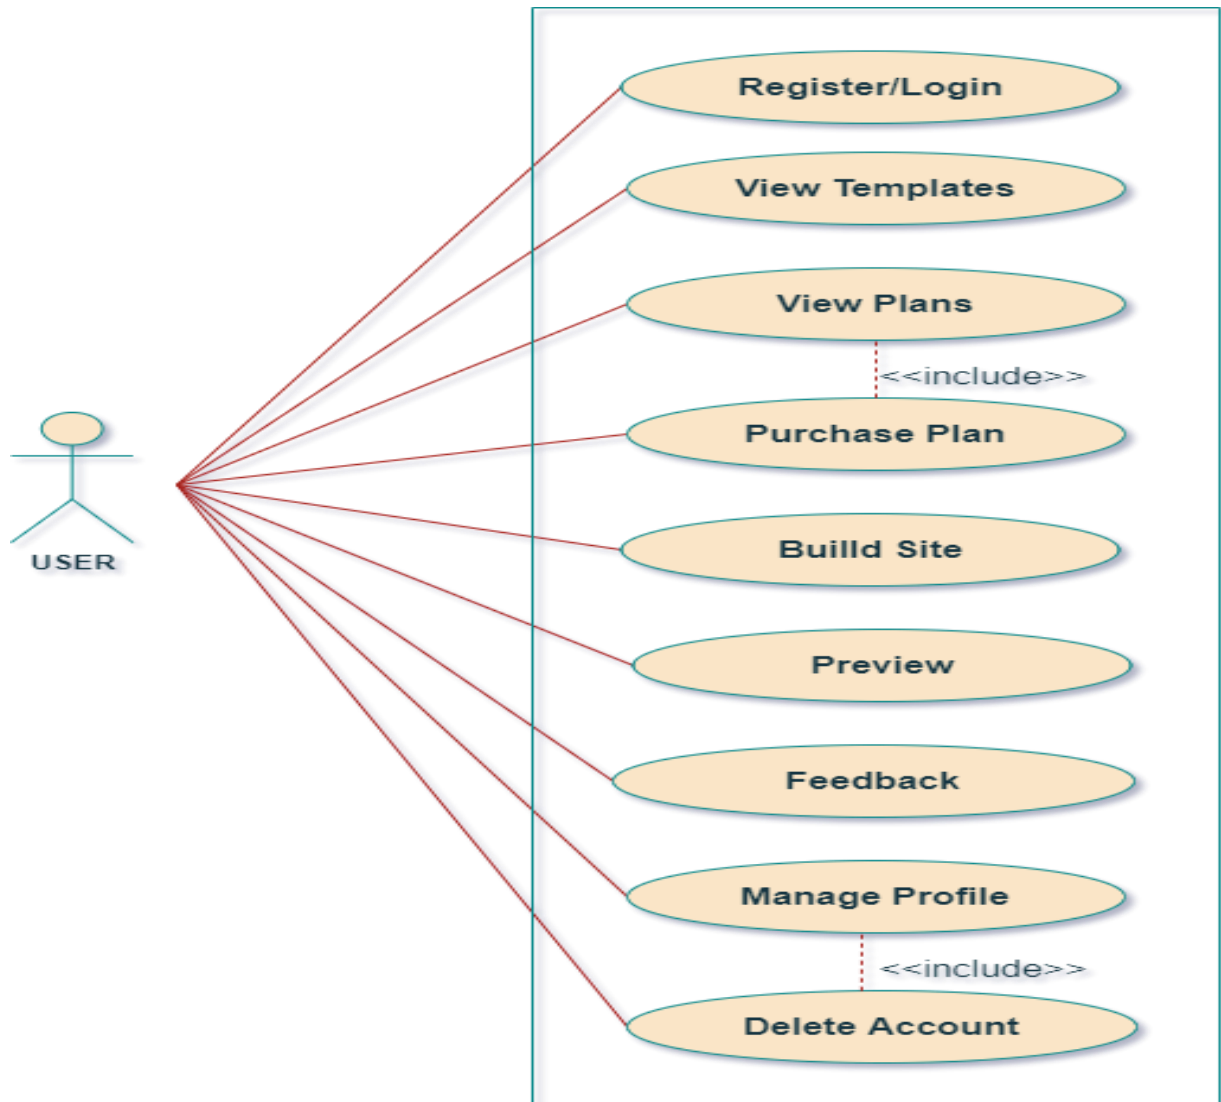 Register/Login
View Templates
View Plans
<<include>>
Purchase Plan
USER
Builld Site
Preview
Feedback
Manage Profile
<<include>>
Delete Account